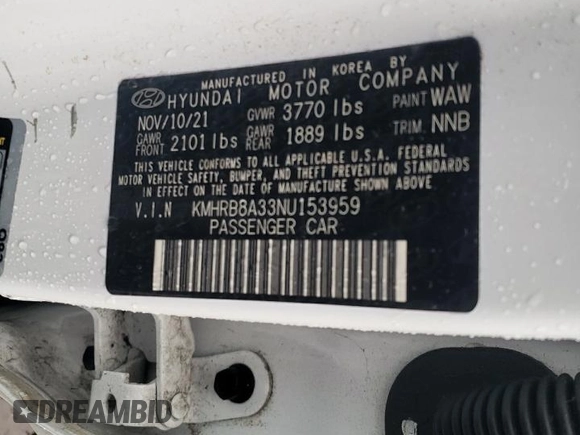 MANUFACTURED IN KOREA BY
HYUNDAI MOTOR COMPANY
NOV/10/21 GVWR 3770 lbs PAINT WAW
GAWR FRONT 2101 lbs GAWR REAR 1889 lbs TRIM NNB
THIS VEHICLE CONFORMS TO ALL APPLICABLE U.S.A. FEDERAL
MOTOR VEHICLE SAFETY, BUMPER, AND THEFT PREVENTION STANDARDS
IN EFFECT ON THE DATE OF MANUFACTURE SHOWN ABOVE.
V.I.N KMHRB8A33NU153959
PASSENGER CAR
DREAMBID